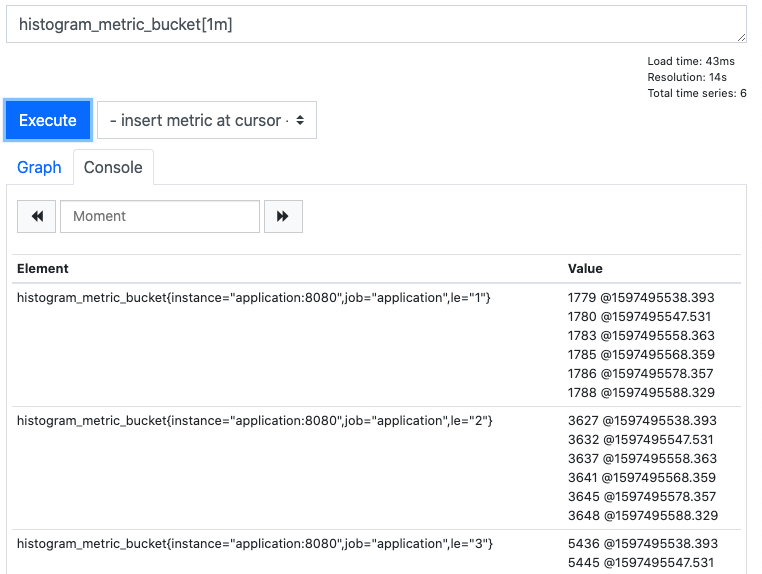 histogram_metric_bucket[1m]
Load time: 43ms
Resolution: 14s
Total time series: 6
Execute
- insert metric at cursor -
Graph
Console
Moment
Element Value
histogram_metric_bucket{instance="application:8080",job="application",le="1"} 1779 @1597495538.393
1780 @1597495547.531
1783 @1597495558.363
1785 @1597495568.359
1786 @1597495578.357
1788 @1597495588.329
histogram_metric_bucket{instance="application:8080",job="application",le="2"} 3627 @1597495538.393
3632 @1597495547.531
3637 @1597495558.363
3641 @1597495568.359
3645 @1597495578.357
3648 @1597495588.329
histogram_metric_bucket{instance="application:8080",job="application",le="3"} 5436 @1597495538.393
5445 @1597495547.531